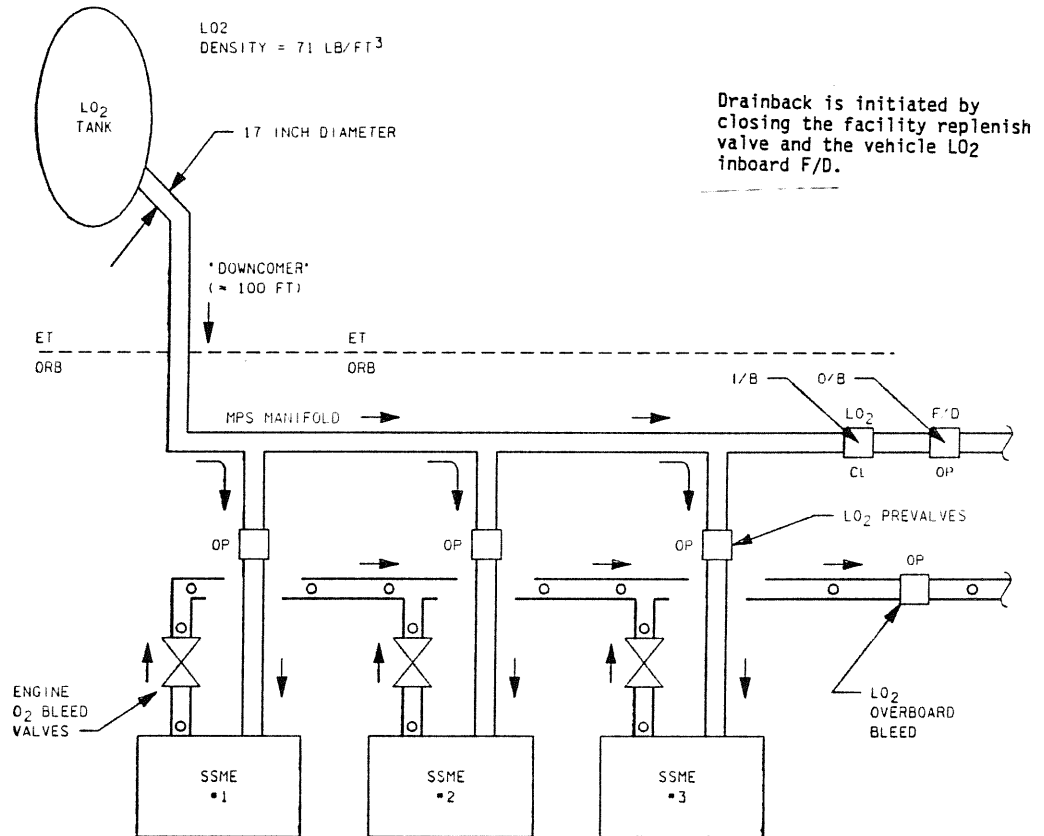 LO2
DENSITY = 71 LB/FT3
LO2
TANK
17 INCH DIAMETER
Drainback is initiated by
closing the facility replenish
valve and the vehicle LO2
inboard F/D.
"DOWNCOMER"
(≈ 100 FT)
ET
ET
ORB
ORB
I/B
O/B
MPS MANIFOLD
LO2
F/D
CL
OP
LO2 PREVALVES
OP
OP
OP
OP
ENGINE
O2 BLEED
VALVES
LO2
OVERBOARD
BLEED
SSME
#1
SSME
#2
SSME
#3